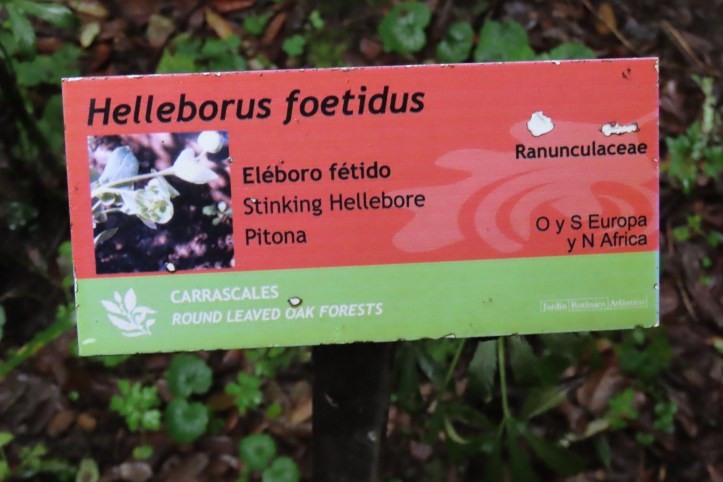 Helleborus foetidus
Ranunculaceae
Eléboro fétido
Stinking Hellebore
Pitona
O y S Europa
y N Africa
CARRASCALES
ROUND LEAVED OAK FORESTS
Jardín Botánico Atlántico